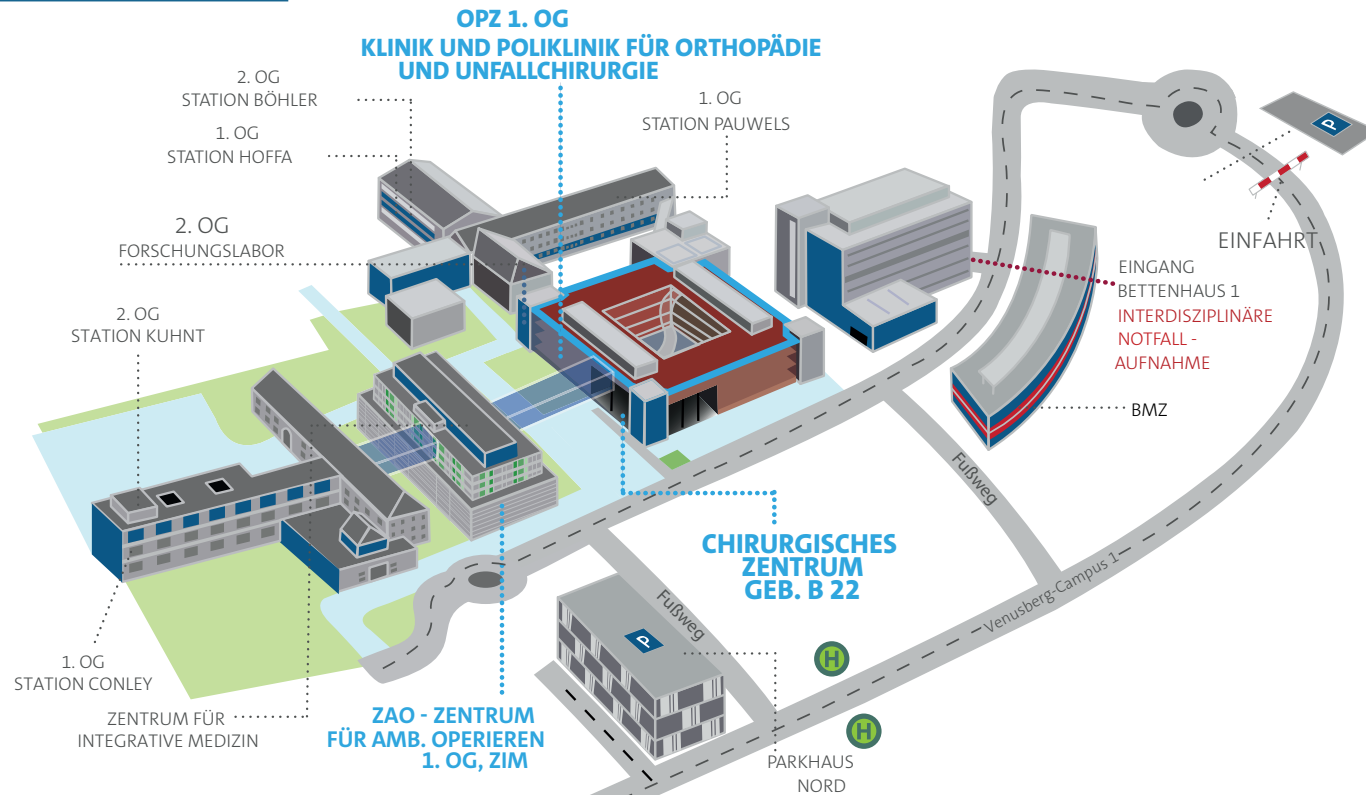 OPZ 1. OG
KLINIK UND POLIKLINIK FÜR ORTHOPÄDIE
UND UNFALLCHIRURGIE
2. OG
STATION BÖHLER
1. OG
STATION HOFFA
1. OG
STATION PAUWELS
P
2. OG
FORSCHUNGSLABOR
EINFAHRT
EINGANG
BETTENHAUS 1
INTERDISZIPLINÄRE
NOTFALL -
AUFNAHME
2. OG
STATION KUHNT
BMZ
Fußweg
CHIRURGISCHES
ZENTRUM
GEB. B 22
Venusberg-Campus 1
Fußweg
P
H
H
1. OG
STATION CONLEY
ZENTRUM FÜR
INTEGRATIVE MEDIZIN
ZAO - ZENTRUM
FÜR AMB. OPERIEREN
1. OG, ZIM
PARKHAUS
NORD